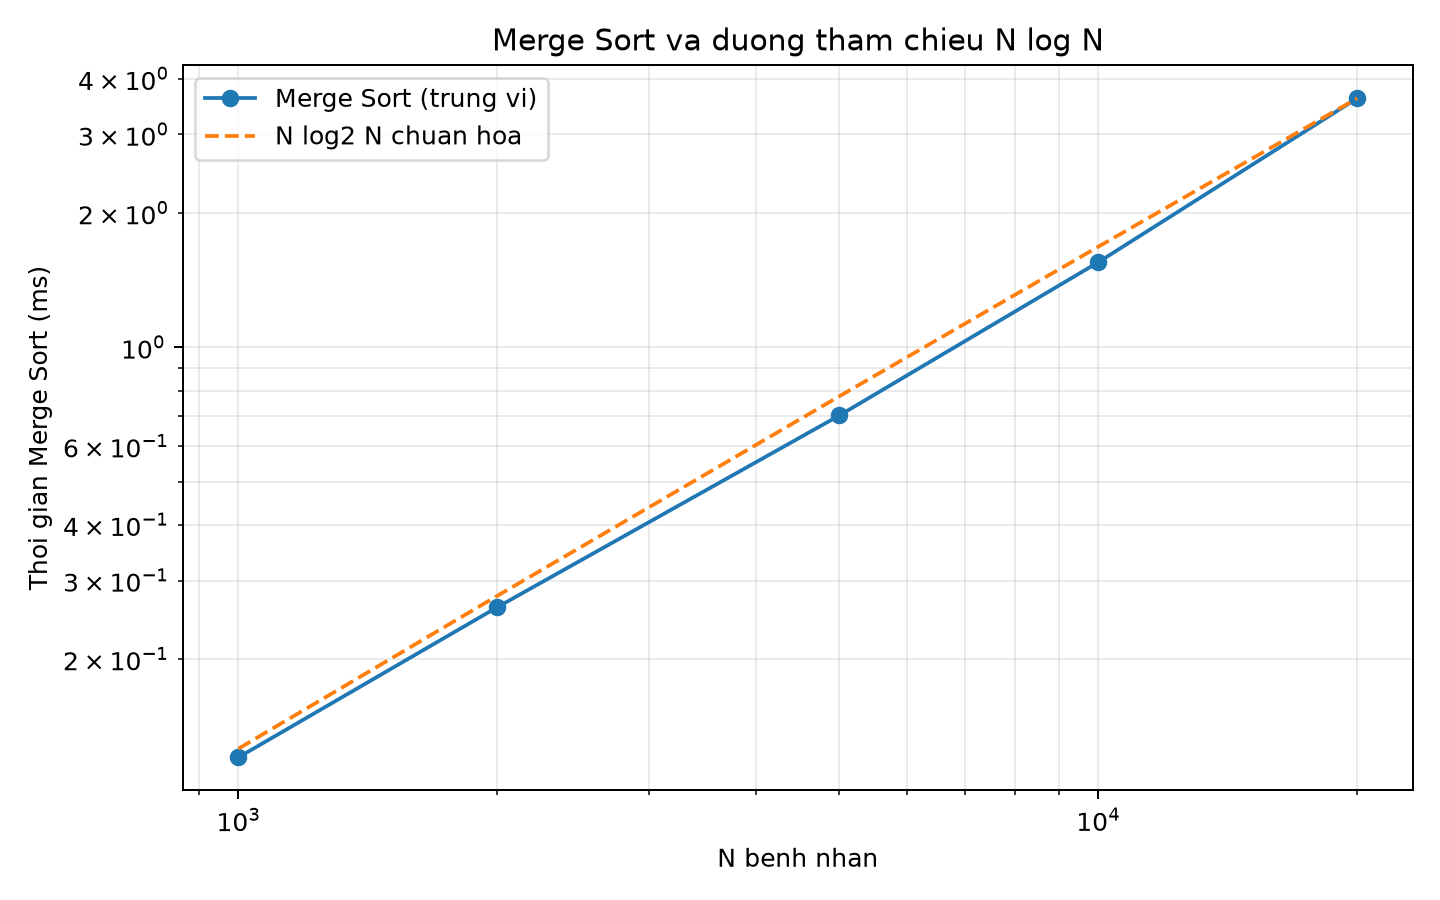 Merge Sort va duong tham chieu N log N
Merge Sort (trung vi)
N log2 N chuan hoa
Thoi gian Merge Sort (ms)
4 × 10⁰
3 × 10⁰
2 × 10⁰
10⁰
6 × 10⁻¹
4 × 10⁻¹
3 × 10⁻¹
2 × 10⁻¹
10³
10⁴
N benh nhan